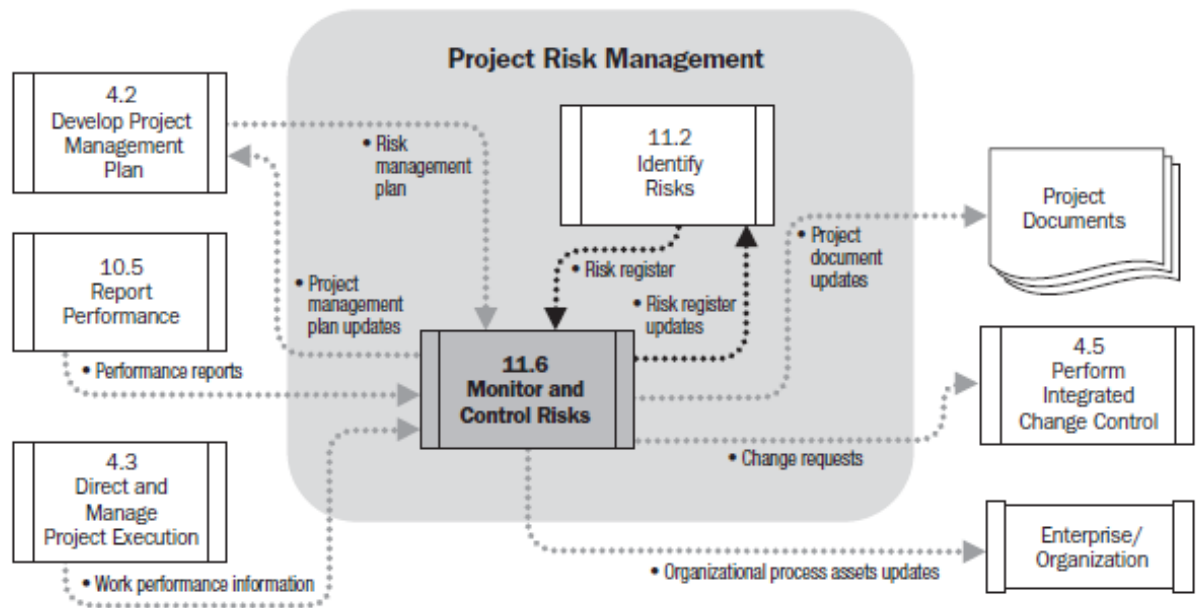 Project Risk Management
4.2
Develop Project
Management
Plan
• Risk
management
plan
11.2
Identify
Risks
Project
Documents
10.5
Report
Performance
• Project
management
plan updates
• Risk register
• Risk register
updates
• Project
document
updates
• Performance reports
11.6
Monitor and
Control Risks
4.5
Perform
Integrated
Change Control
4.3
Direct and
Manage
Project Execution
• Change requests
• Work performance information
• Organizational process assets updates
Enterprise/
Organization